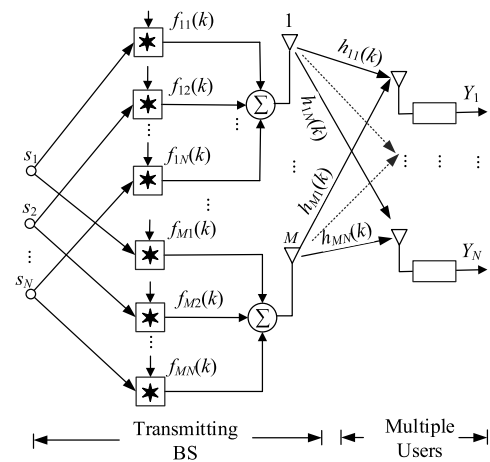 f11(k)
1
h11(k)
f12(k)
Σ
h1N(k)
Y1
...
...
s1
f1N(k)
...
...
...
...
hM1(k)
s2
fM1(k)
M
hMN(k)
YN
...
sN
fM2(k)
Σ
...
fMN(k)
Transmitting
BS
Multiple
Users